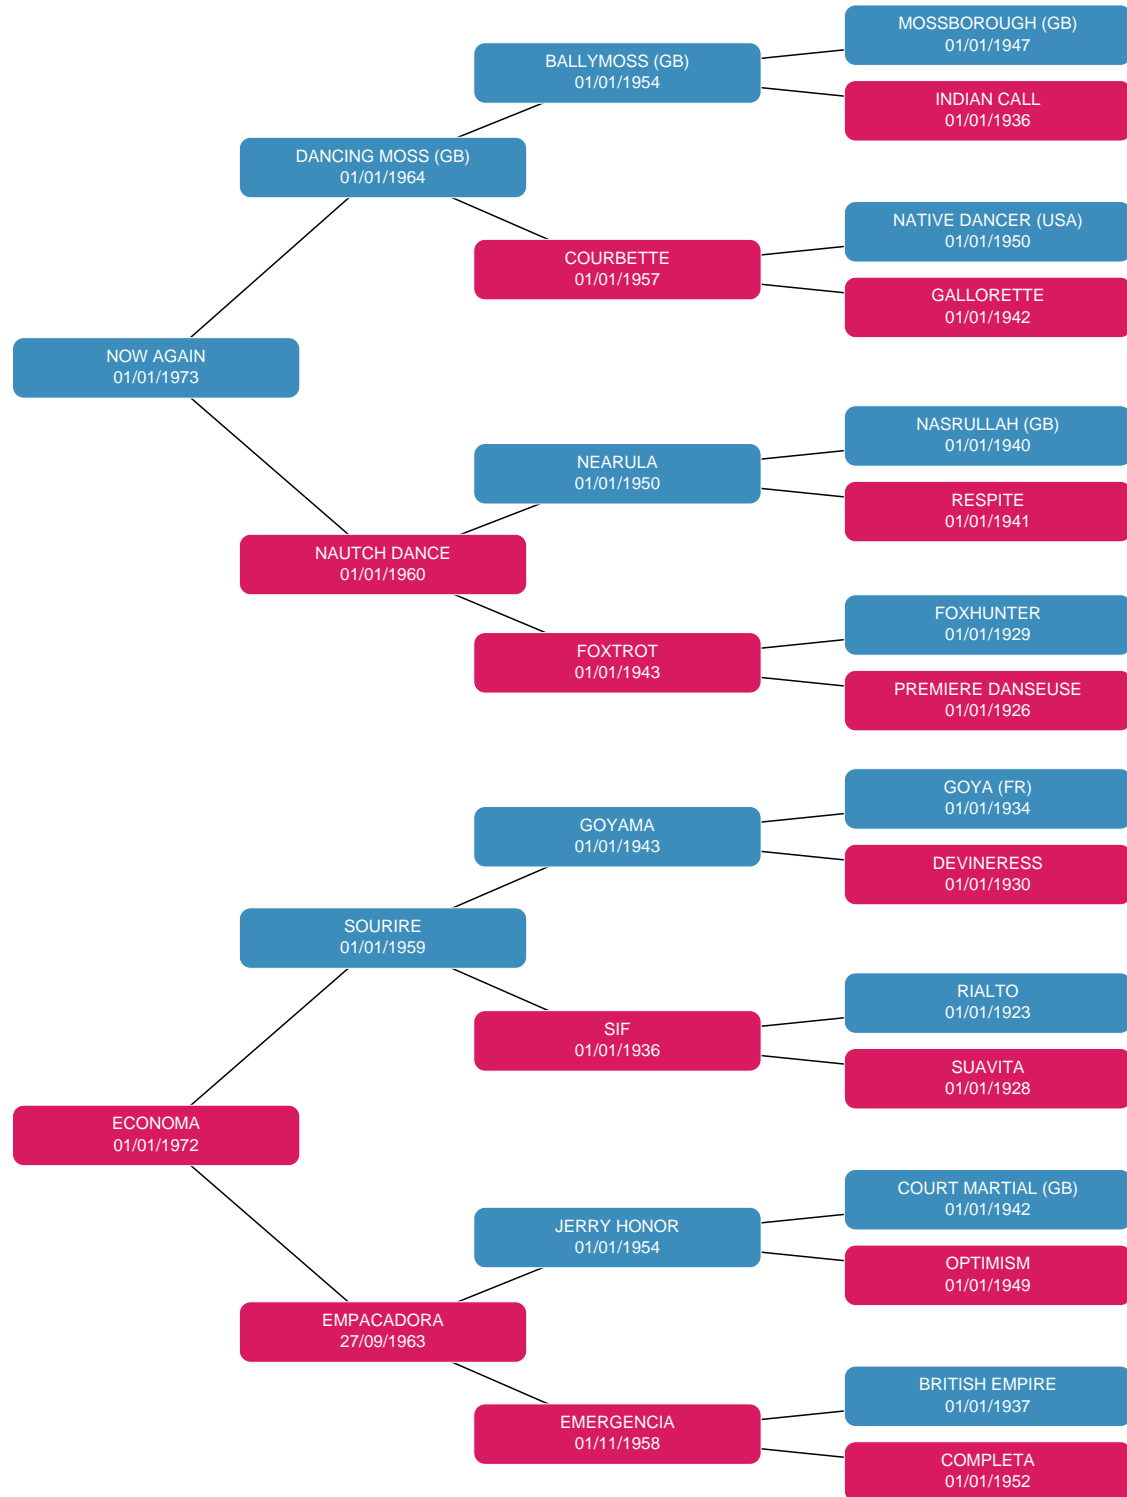 MOSSBOROUGH (GB)
01/01/1947
BALLYMOSS (GB)
01/01/1954
INDIAN CALL
01/01/1936
DANCING MOSS (GB)
01/01/1964
NATIVE DANCER (USA)
01/01/1950
COURBETTE
01/01/1957
GALLORETTE
01/01/1942
NOW AGAIN
01/01/1973
NASRULLAH (GB)
01/01/1940
NEARULA
01/01/1950
RESPITE
01/01/1941
NAUTCH DANCE
01/01/1960
FOXHUNTER
01/01/1929
FOXTROT
01/01/1943
PREMIERE DANSEUSE
01/01/1926
GOYA (FR)
01/01/1934
GOYAMA
01/01/1943
DEVINERESS
01/01/1930
SOURIRE
01/01/1959
RIALTO
01/01/1923
SIF
01/01/1936
SUAVITA
01/01/1928
ECONOMA
01/01/1972
COURT MARTIAL (GB)
01/01/1942
JERRY HONOR
01/01/1954
OPTIMISM
01/01/1949
EMPACADORA
27/09/1963
BRITISH EMPIRE
01/01/1937
EMERGENCIA
01/11/1958
COMPLETA
01/01/1952